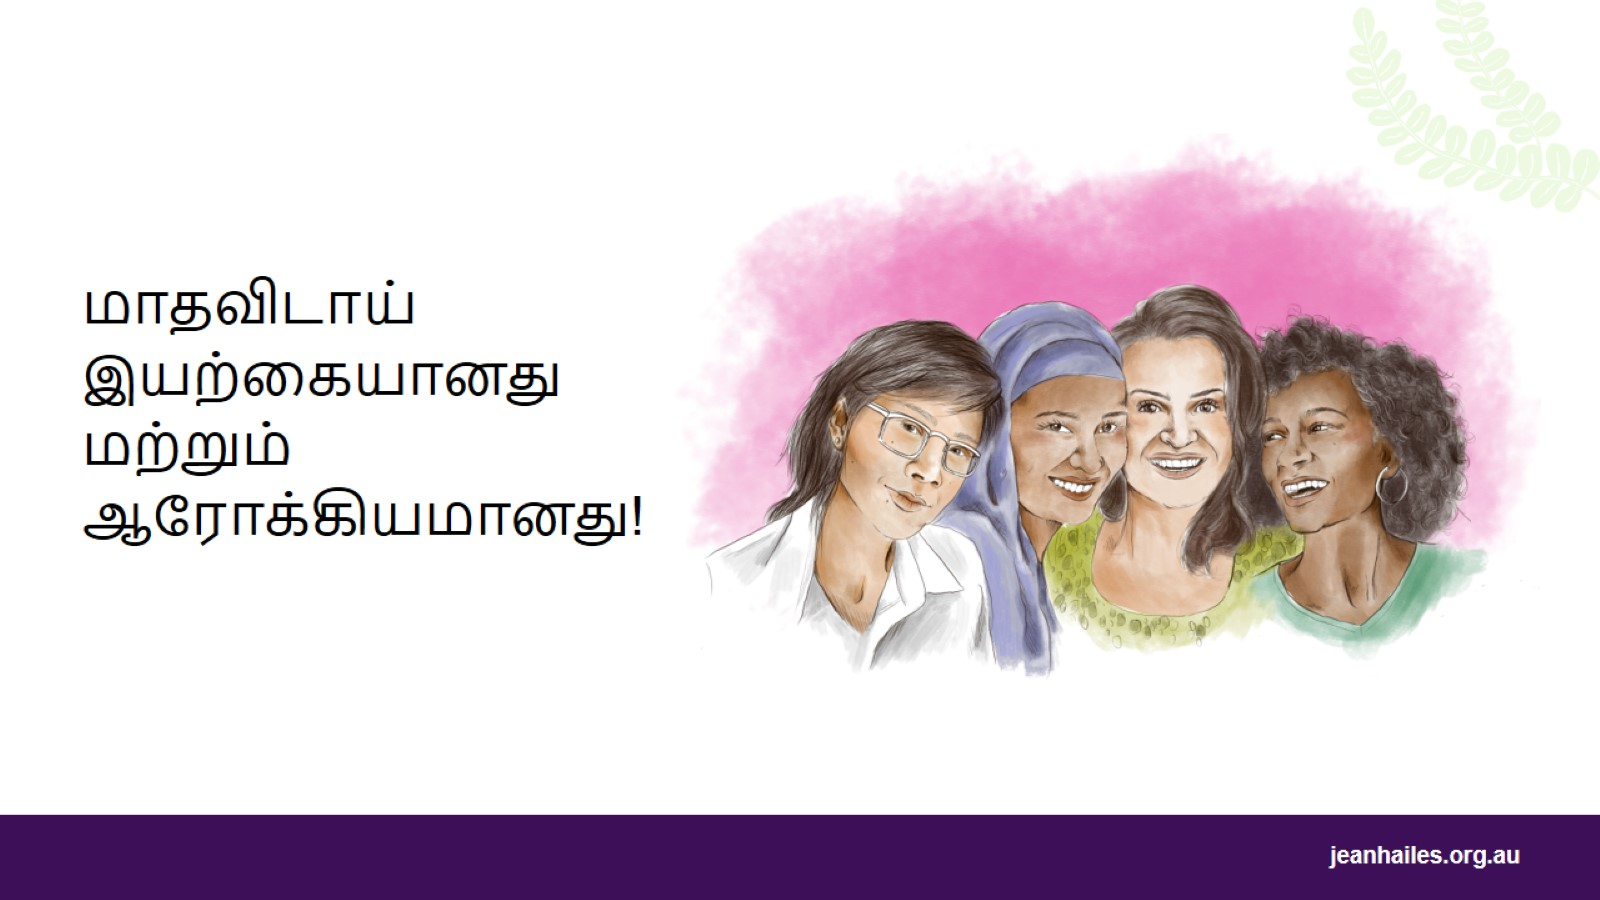 மாதவிடாய்
இயற்கையானது
மற்றும்
ஆரோக்கியமானது!
jeanhailes.org.au